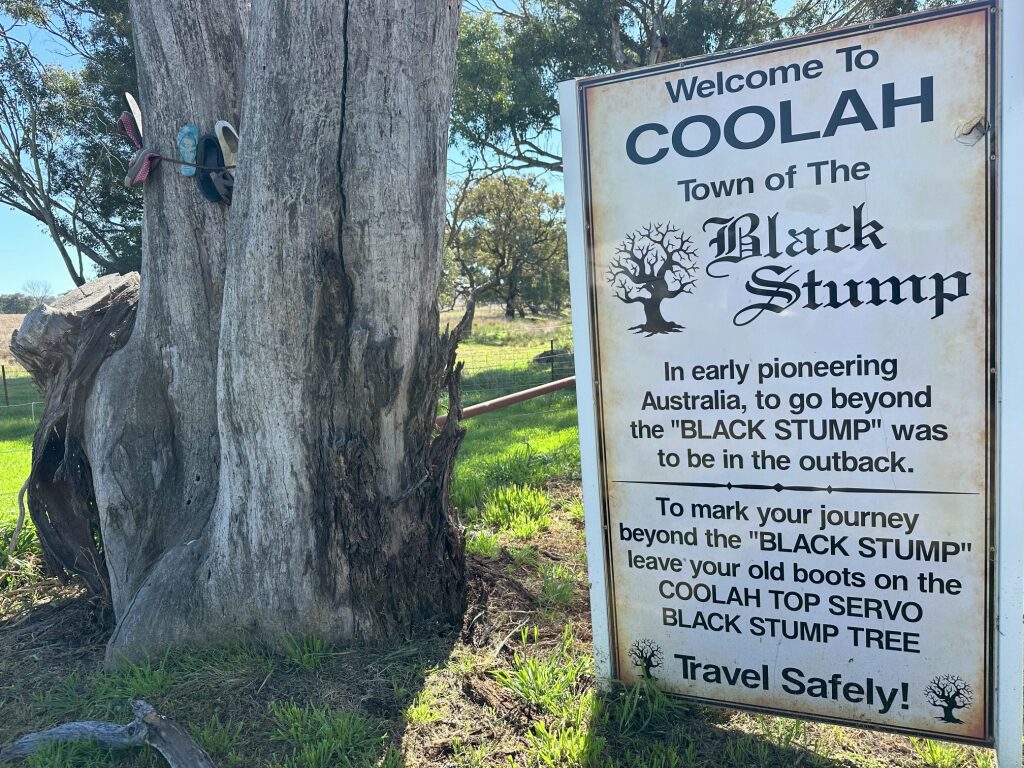 Welcome To
COOLAH
Town of The
Black
Stump
In early pioneering
Australia, to go beyond
the "BLACK STUMP" was
to be in the outback.
To mark your journey
beyond the "BLACK STUMP"
leave your old boots on the
COOLAH TOP SERVO
BLACK STUMP TREE
Travel Safely!